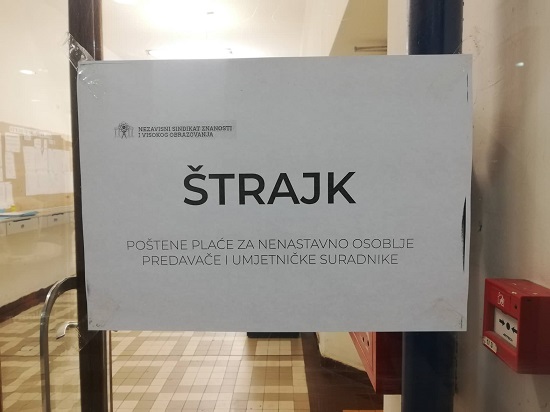 NEZAVISNI SINDIKAT ZNANOSTI
I VISOKOG OBRAZOVANJA
ŠTRAJK
POŠTENE PLAĆE ZA NENASTAVNO OSOBLJE
PREDAVAČE I UMJETNIČKE SURADNIKE